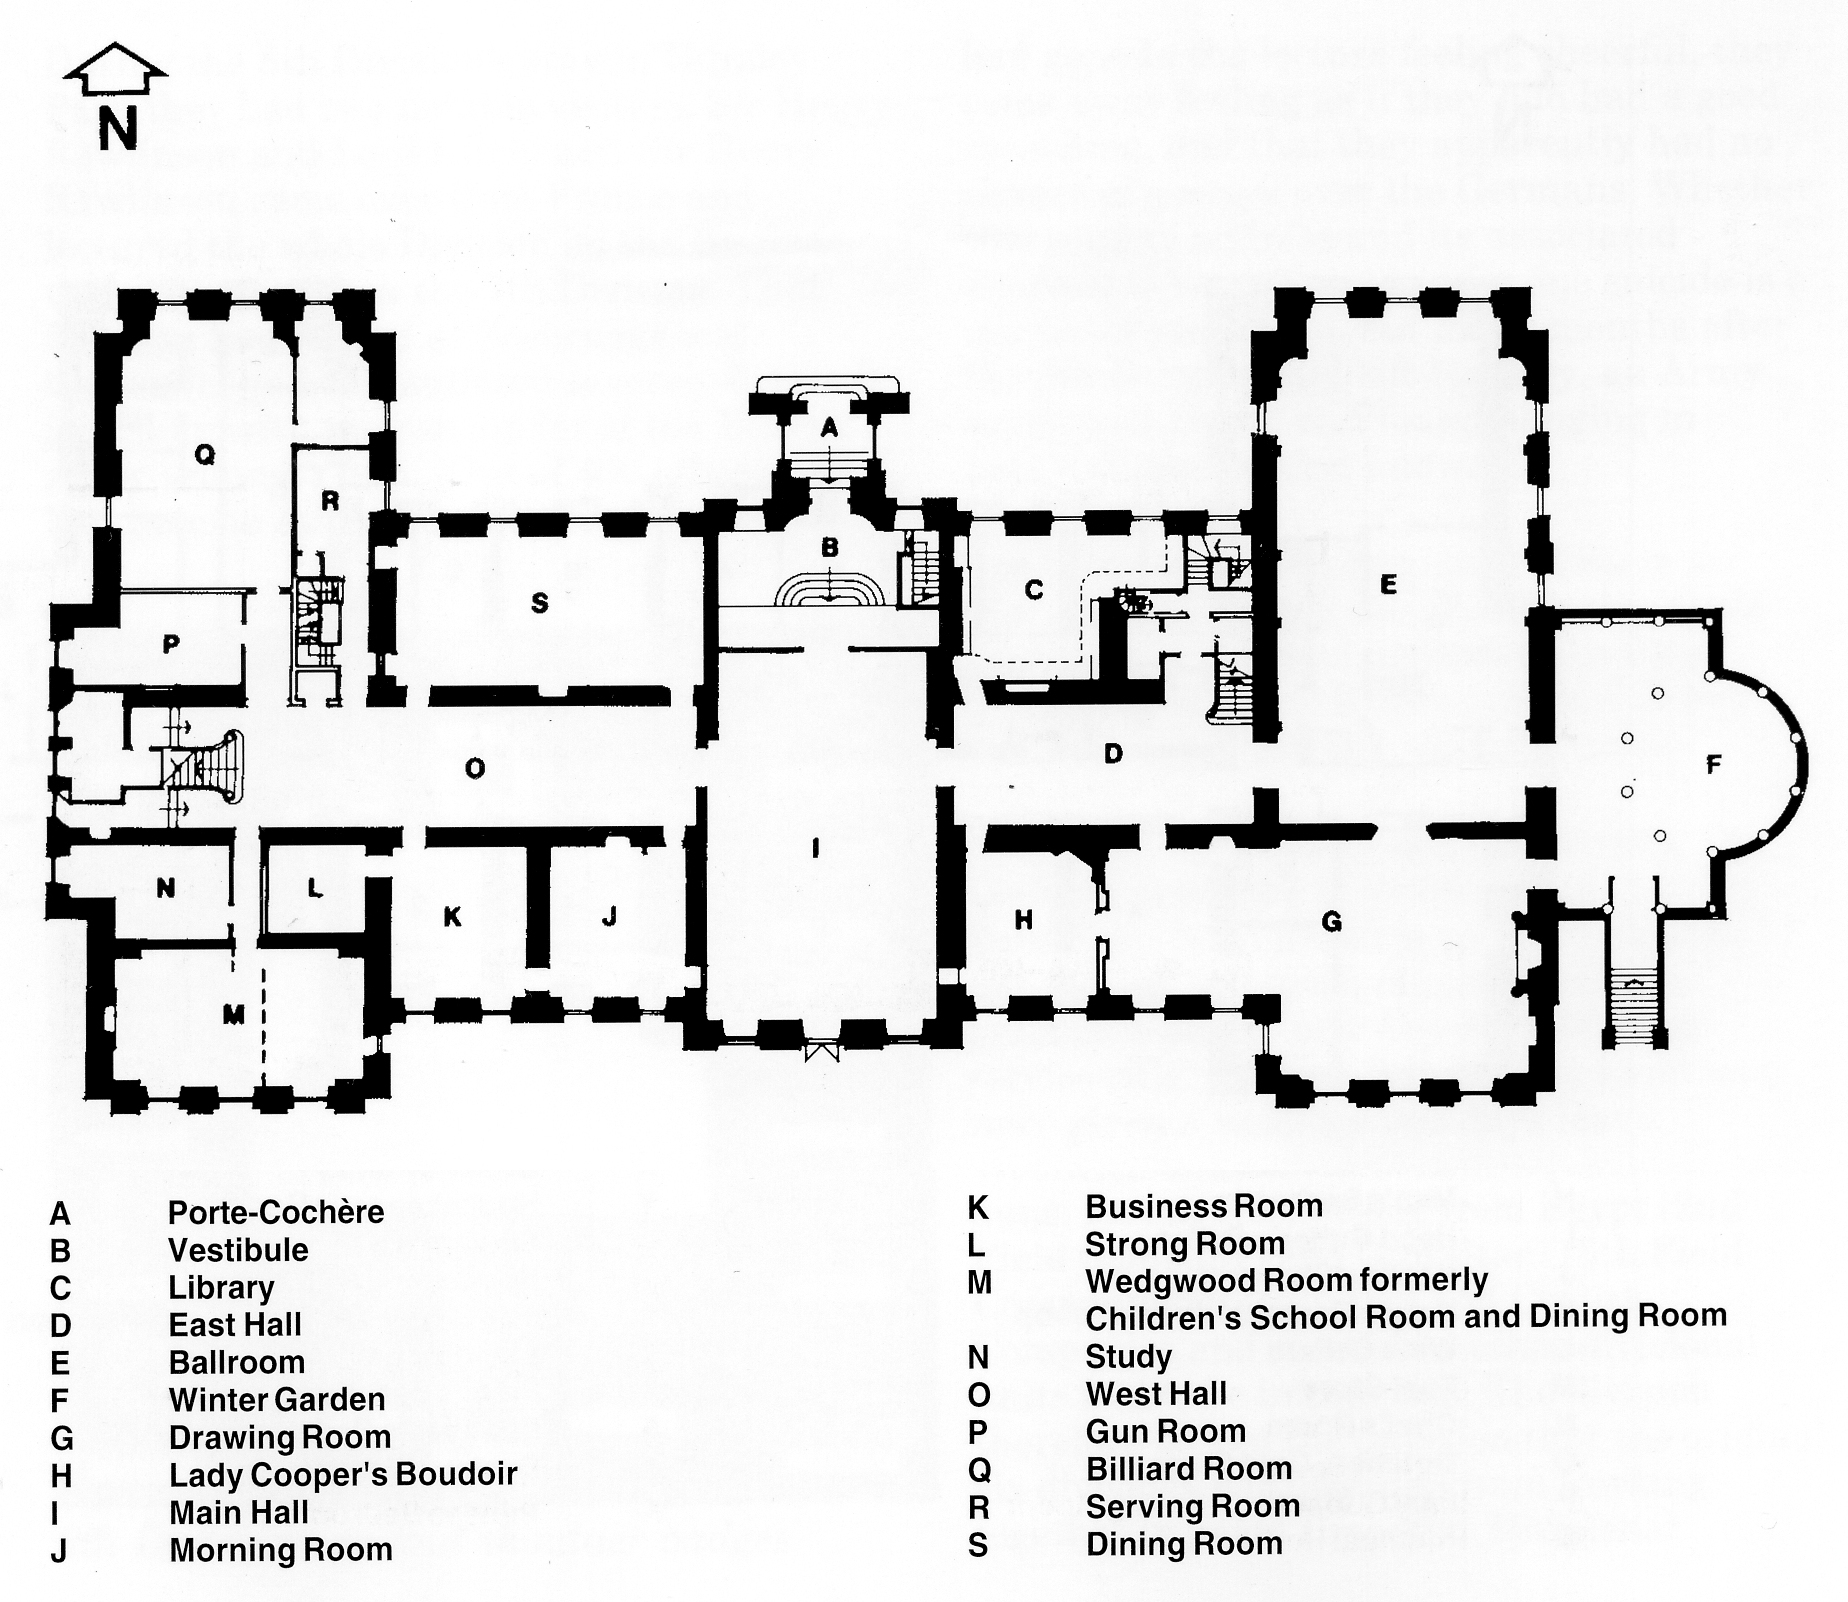 N
A
Q
R
B
S
C
E
P
D
O
F
I
N
L
K
J
H
G
M
A Porte-Cochère
B Vestibule
C Library
D East Hall
E Ballroom
F Winter Garden
G Drawing Room
H Lady Cooper's Boudoir
I Main Hall
J Morning Room
K Business Room
L Strong Room
M Wedgwood Room formerly
Children's School Room and Dining Room
N Study
O West Hall
P Gun Room
Q Billiard Room
R Serving Room
S Dining Room